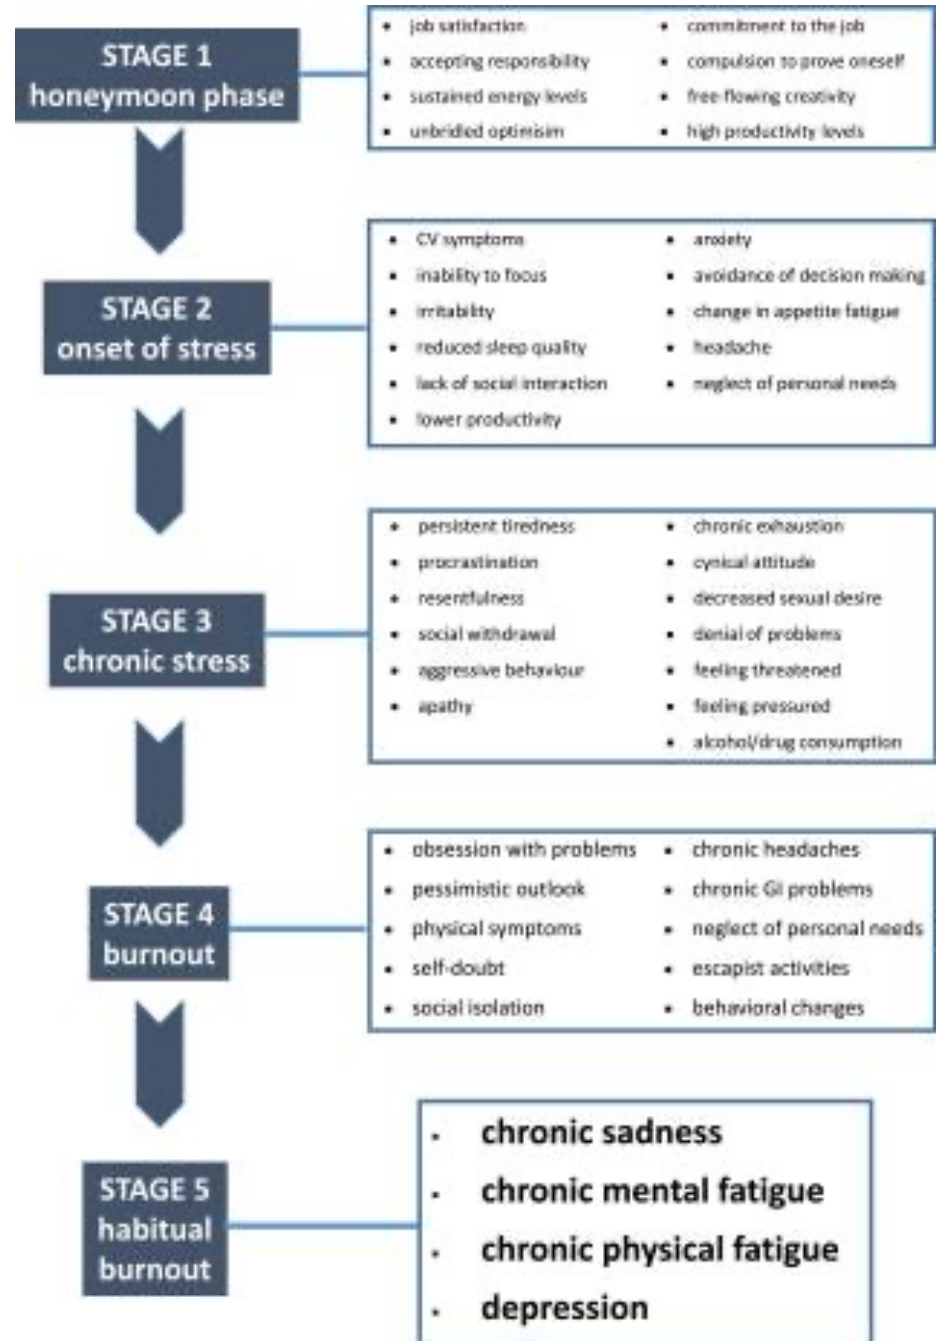 STAGE 1
honeymoon phase
job satisfaction
accepting responsibility
sustained energy levels
unbridled optimisim
commitment to the job
compulsion to prove oneself
free-flowing creativity
high productivity levels
STAGE 2
onset of stress
CV symptoms
inability to focus
irritability
reduced sleep quality
lack of social interaction
lower productivity
anxiety
avoidance of decision making
change in appetite fatigue
headache
neglect of personal needs
STAGE 3
chronic stress
persistent tiredness
procrastination
resentfulness
social withdrawal
aggressive behaviour
apathy
chronic exhaustion
cynical attitude
decreased sexual desire
denial of problems
feeling threatened
feeling pressured
alcohol/drug consumption
STAGE 4
burnout
obsession with problems
pessimistic outlook
physical symptoms
self-doubt
social isolation
chronic headaches
chronic GI problems
neglect of personal needs
escapist activities
behavioral changes
STAGE 5
habitual
burnout
chronic sadness
chronic mental fatigue
chronic physical fatigue
depression